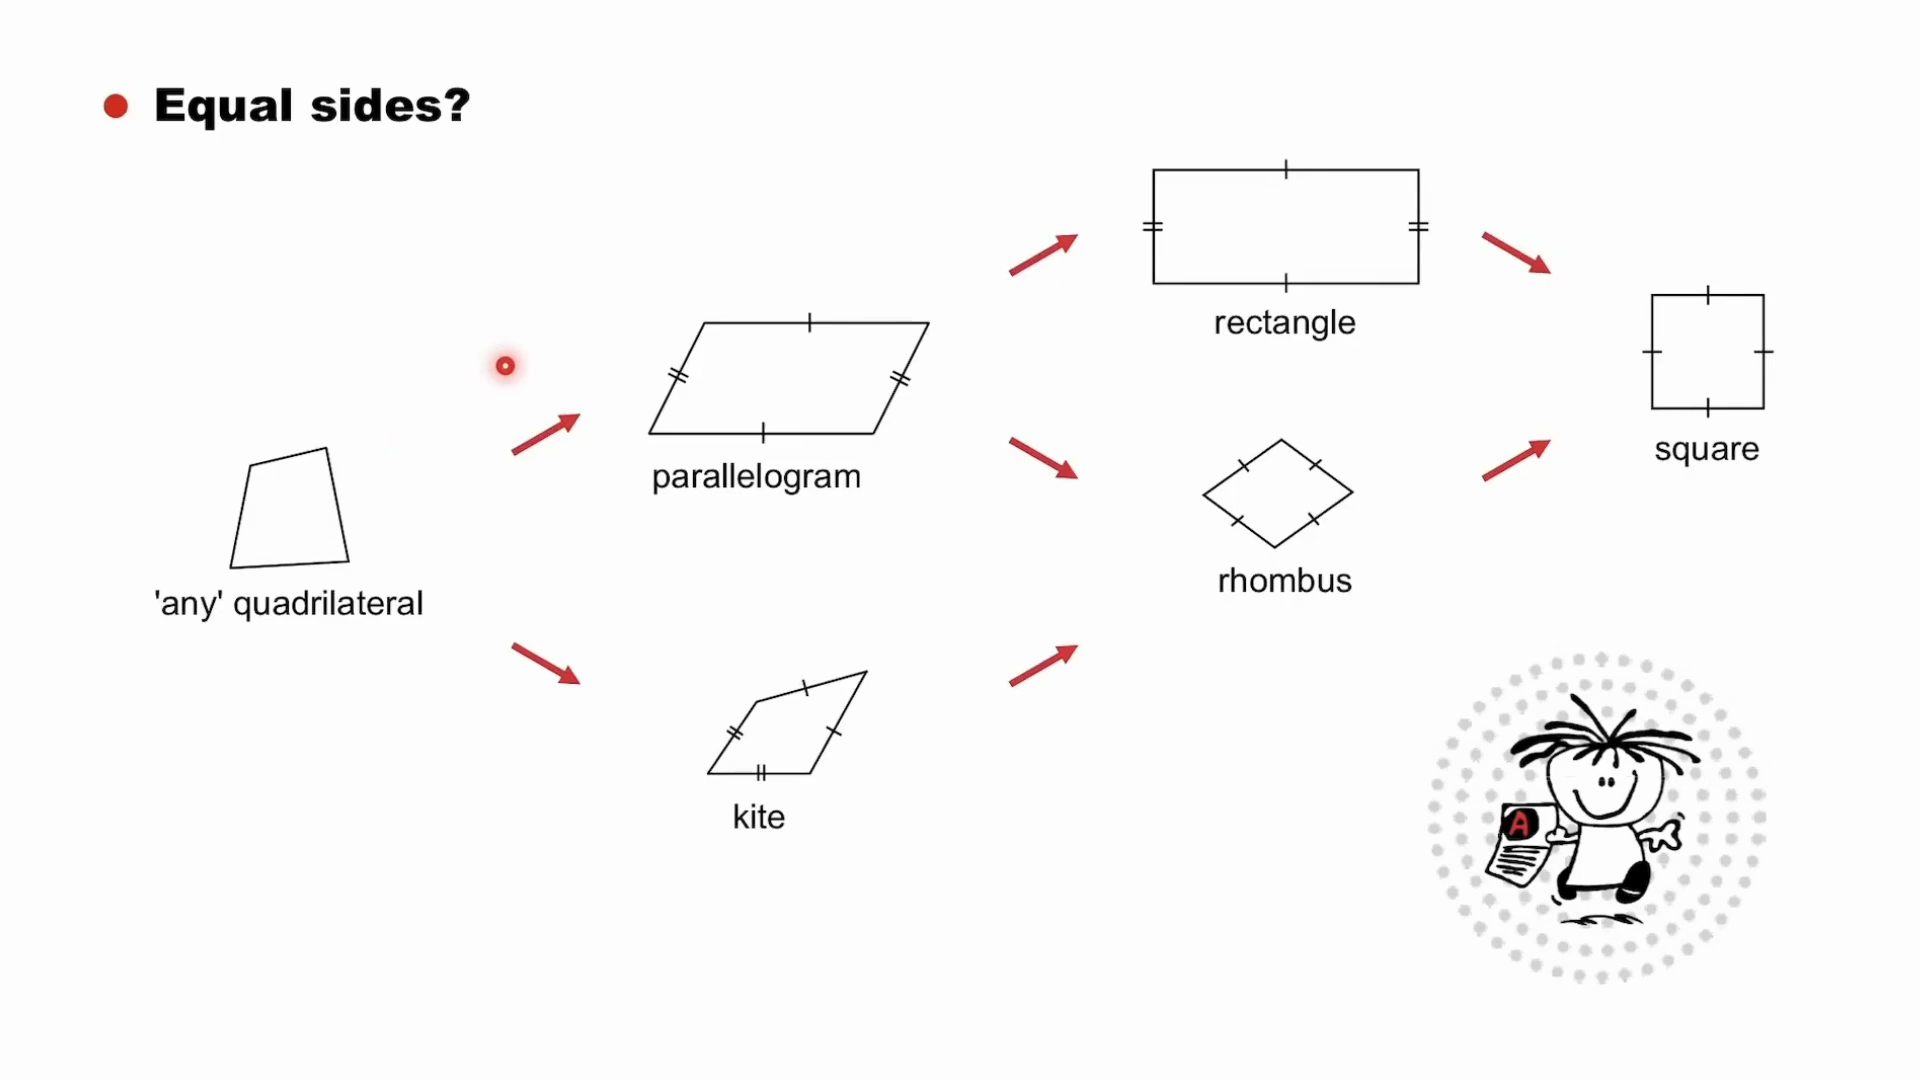 Equal sides?
rectangle
square
parallelogram
rhombus
'any' quadrilateral
kite
A